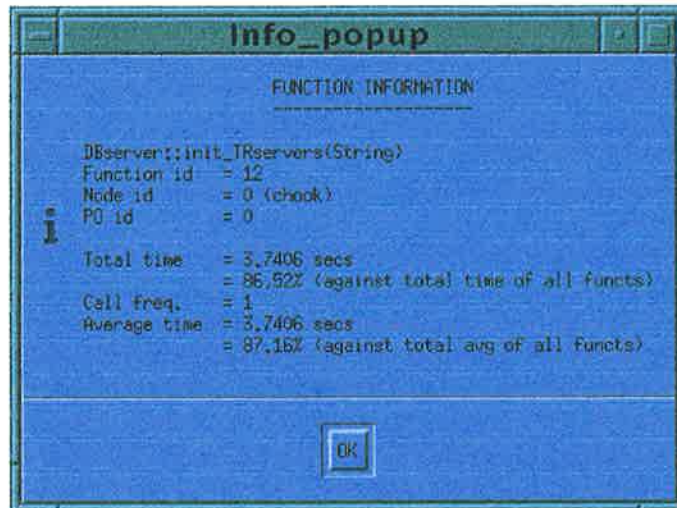 Info_popup
FUNCTION INFORMATION
--------------------
DBserver::init_TRservers(String)
Function id = 12
Node id = 0 (chook)
PO id = 0
i
Total time = 3.7406 secs
= 86.52% (against total time of all functs)
Call freq. = 1
Average time = 3.7406 secs
= 87.16% (against total avg of all functs)
OK